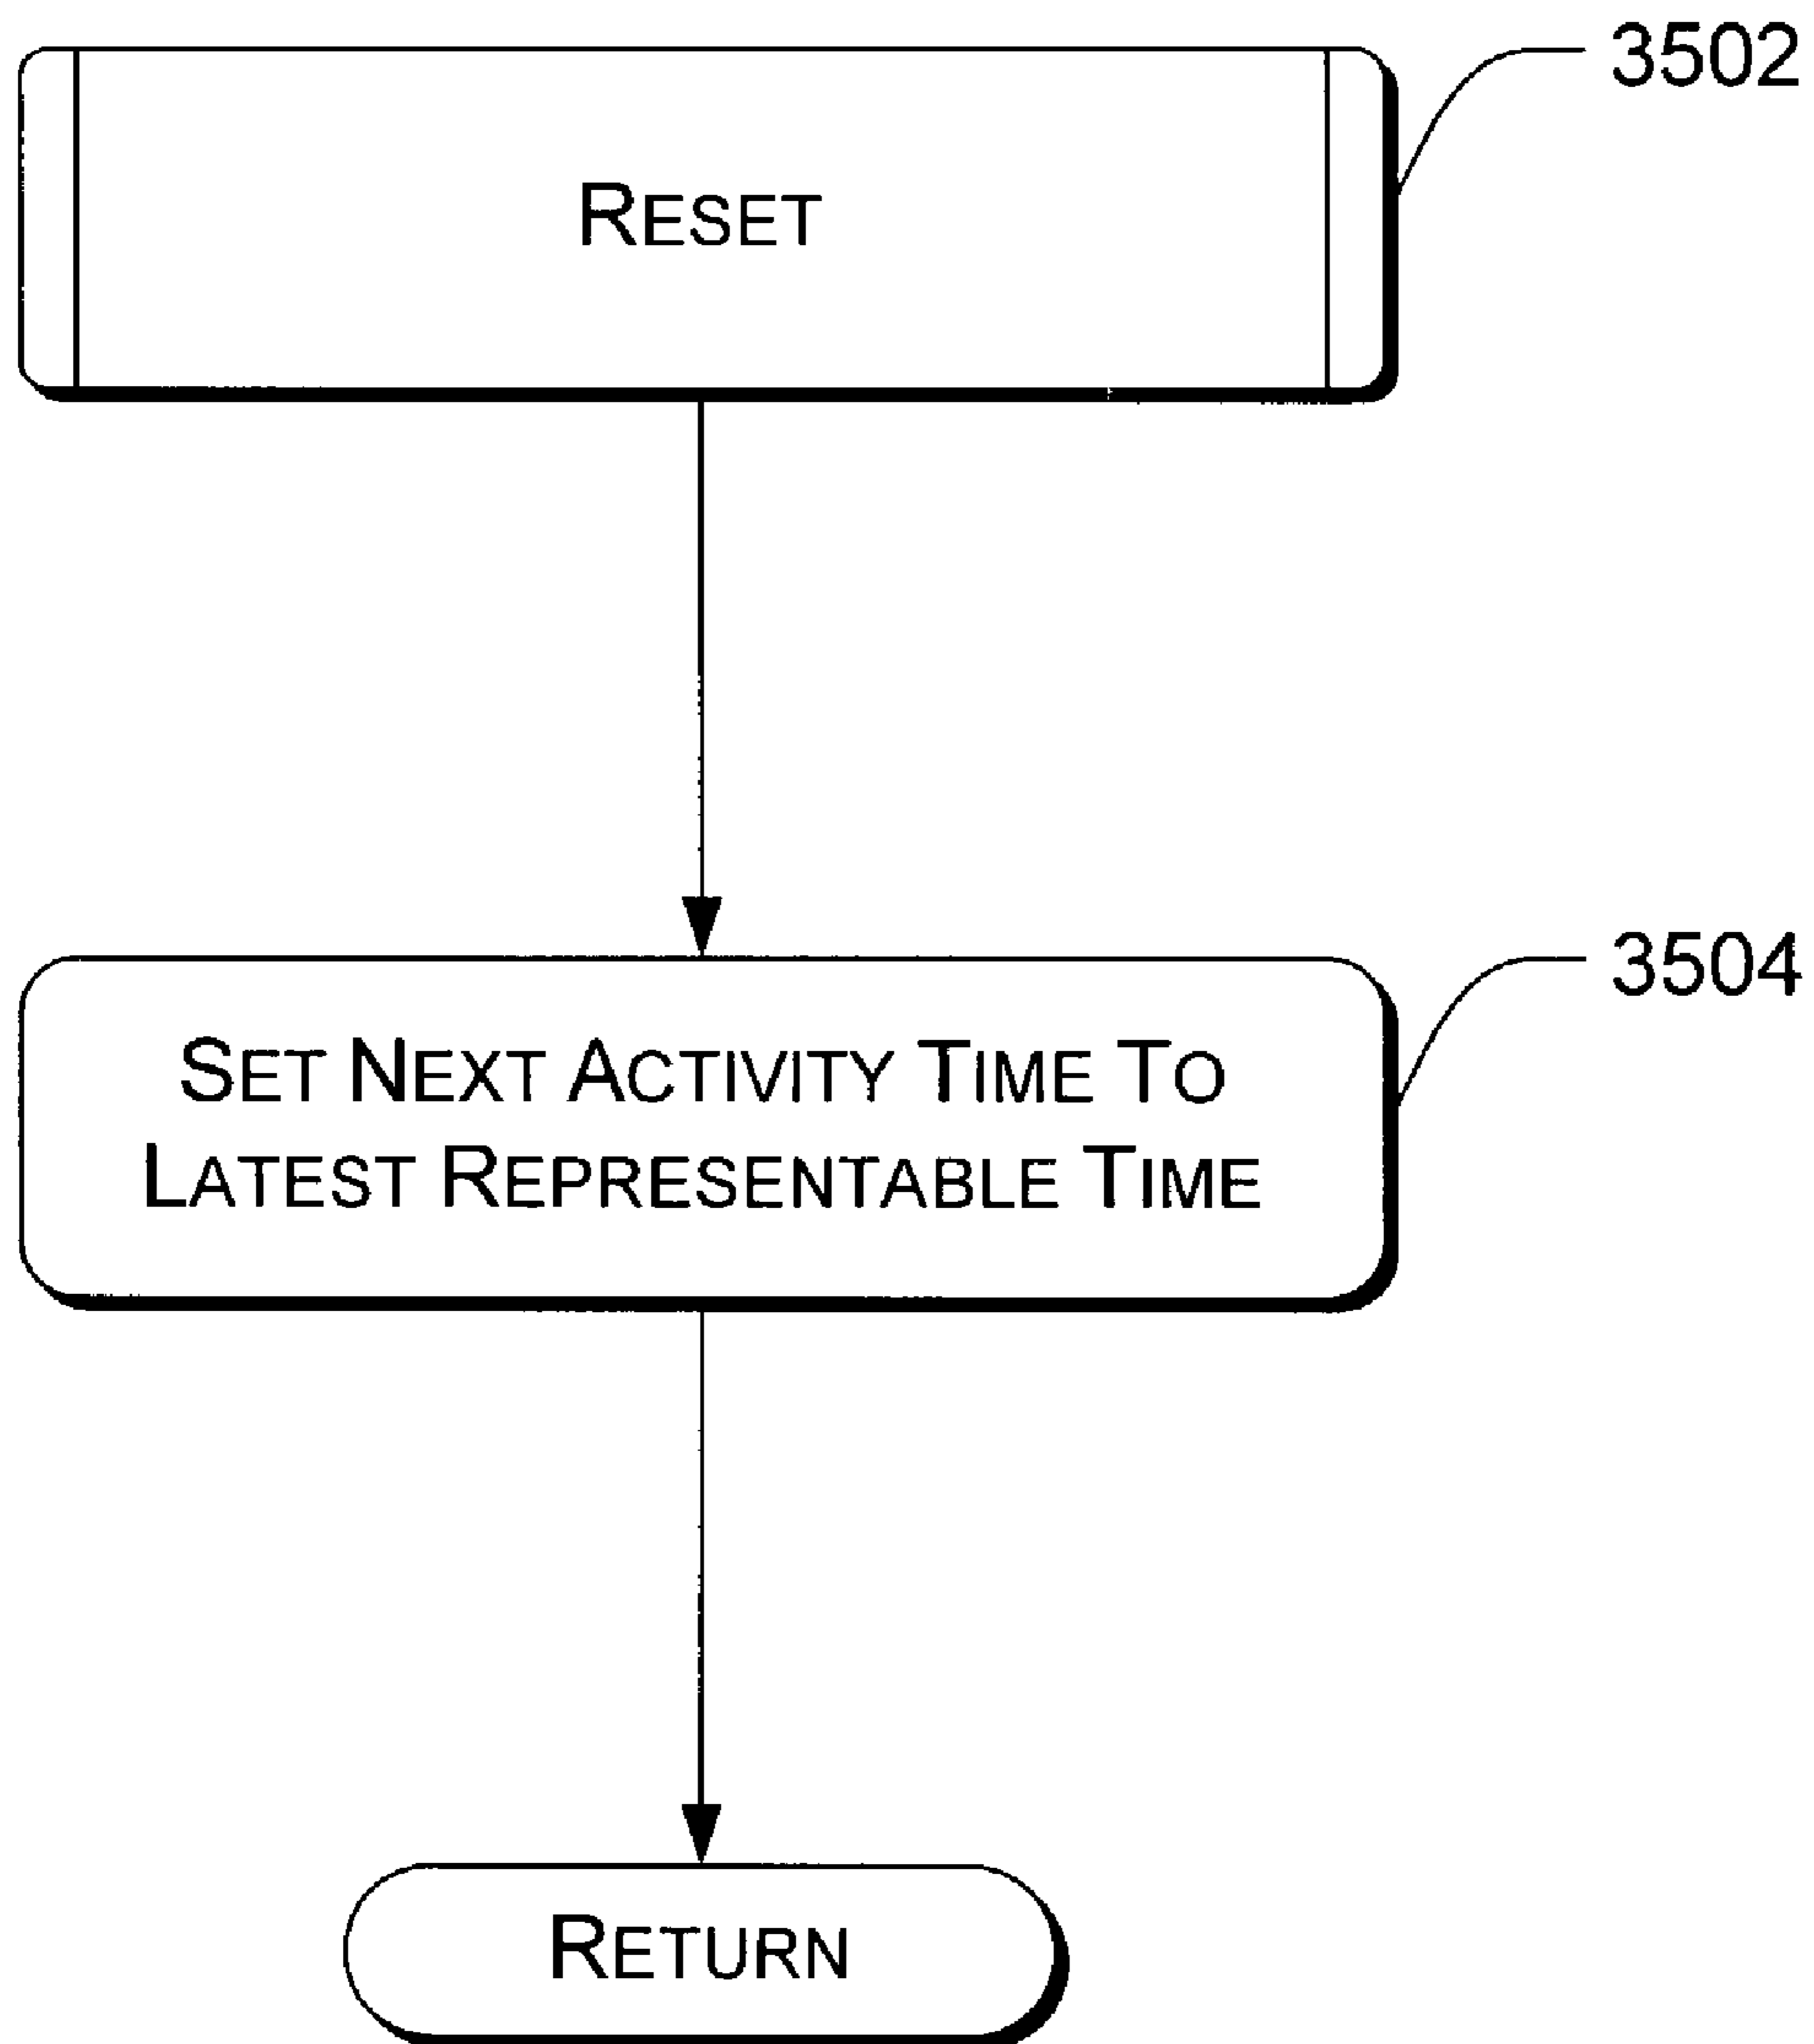 3502
RESET
3504
SET NEXT ACTIVITY TIME TO
LATEST REPRESENTABLE TIME
RETURN